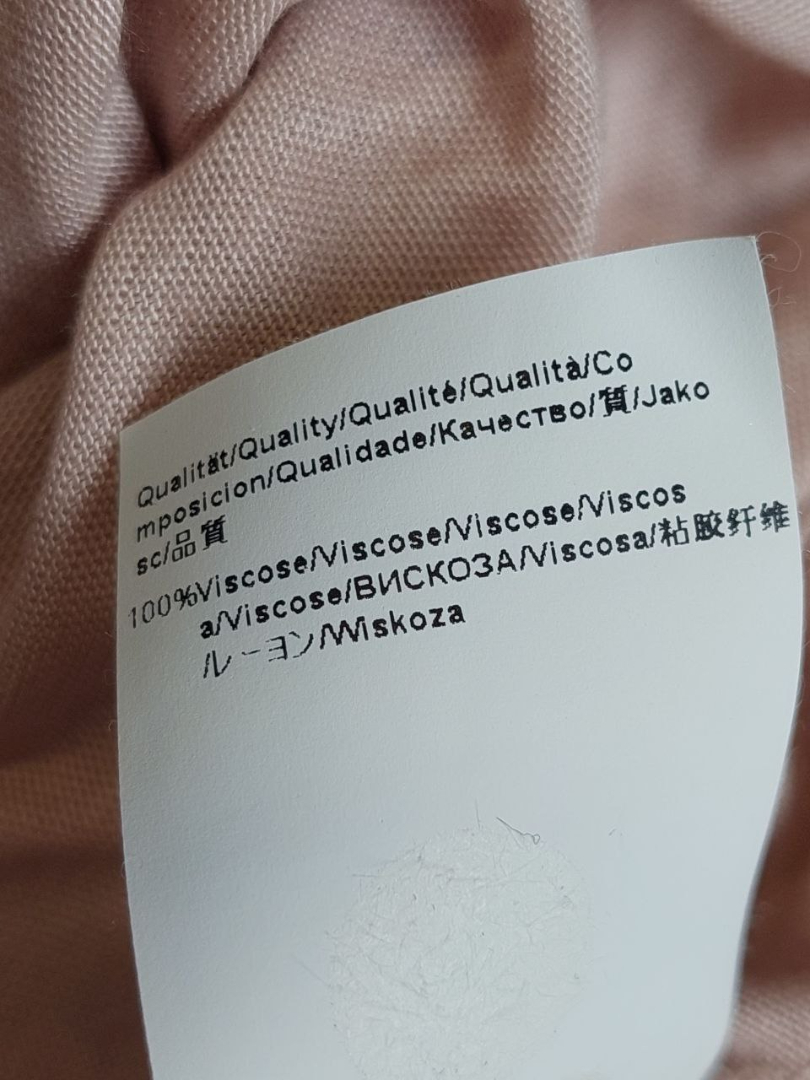 Qualität/Quality/Qualité/Qualità/Co
mposicion/Qualidade/Качество/質/Jako
sc/品質
100%Viscose/Viscose/Viscose/Viscos
a/Viscose/ВИСКОЗА/Viscosa/粘胶纤维
/レーヨン/Wiskoza